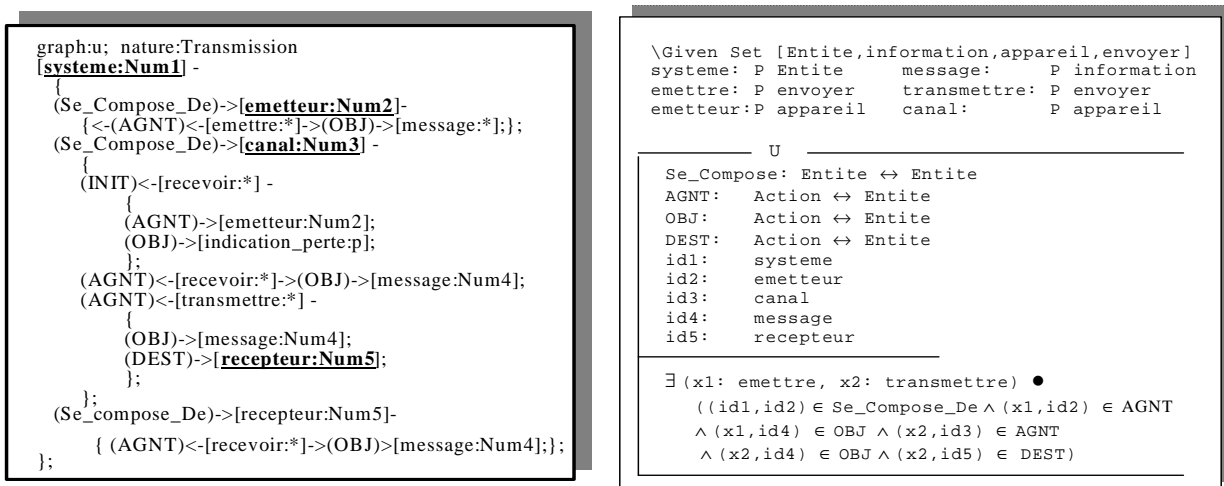 graph:u; nature:Transmission
[systeme:Num1] -
{
(Se_Compose_De)->[emetteur:Num2]-
{<-(AGNT)<-[emettre:*]->(OBJ)->[message:*];};
(Se_Compose_De)->[canal:Num3] -
{
(INIT)<-[recevoir:*] -
{
(AGNT)->[emetteur:Num2];
(OBJ)->[indication_perte:p];
};
(AGNT)<-[recevoir:*]->(OBJ)->[message:Num4];
(AGNT)<-[transmettre:*] -
{
(OBJ)->[message:Num4];
(DEST)->[recepteur:Num5];
};
};
(Se_compose_De)->[recepteur:Num5]-
{ (AGNT)<-[recevoir:*]->(OBJ)>[message:Num4];};
};
\Given Set [Entite,information,appareil,envoyer]
systeme: P Entite message: P information
emettre: P envoyer transmettre: P envoyer
emetteur:P appareil canal: P appareil
U
Se_Compose: Entite ↔ Entite
AGNT: Action ↔ Entite
OBJ: Action ↔ Entite
DEST: Action ↔ Entite
id1: systeme
id2: emetteur
id3: canal
id4: message
id5: recepteur
∃ (x1: emettre, x2: transmettre) ●
((id1,id2) ∈ Se_Compose_De ∧ (x1,id2) ∈ AGNT
∧ (x1,id4) ∈ OBJ ∧ (x2,id3) ∈ AGNT
∧ (x2,id4) ∈ OBJ ∧ (x2,id5) ∈ DEST)